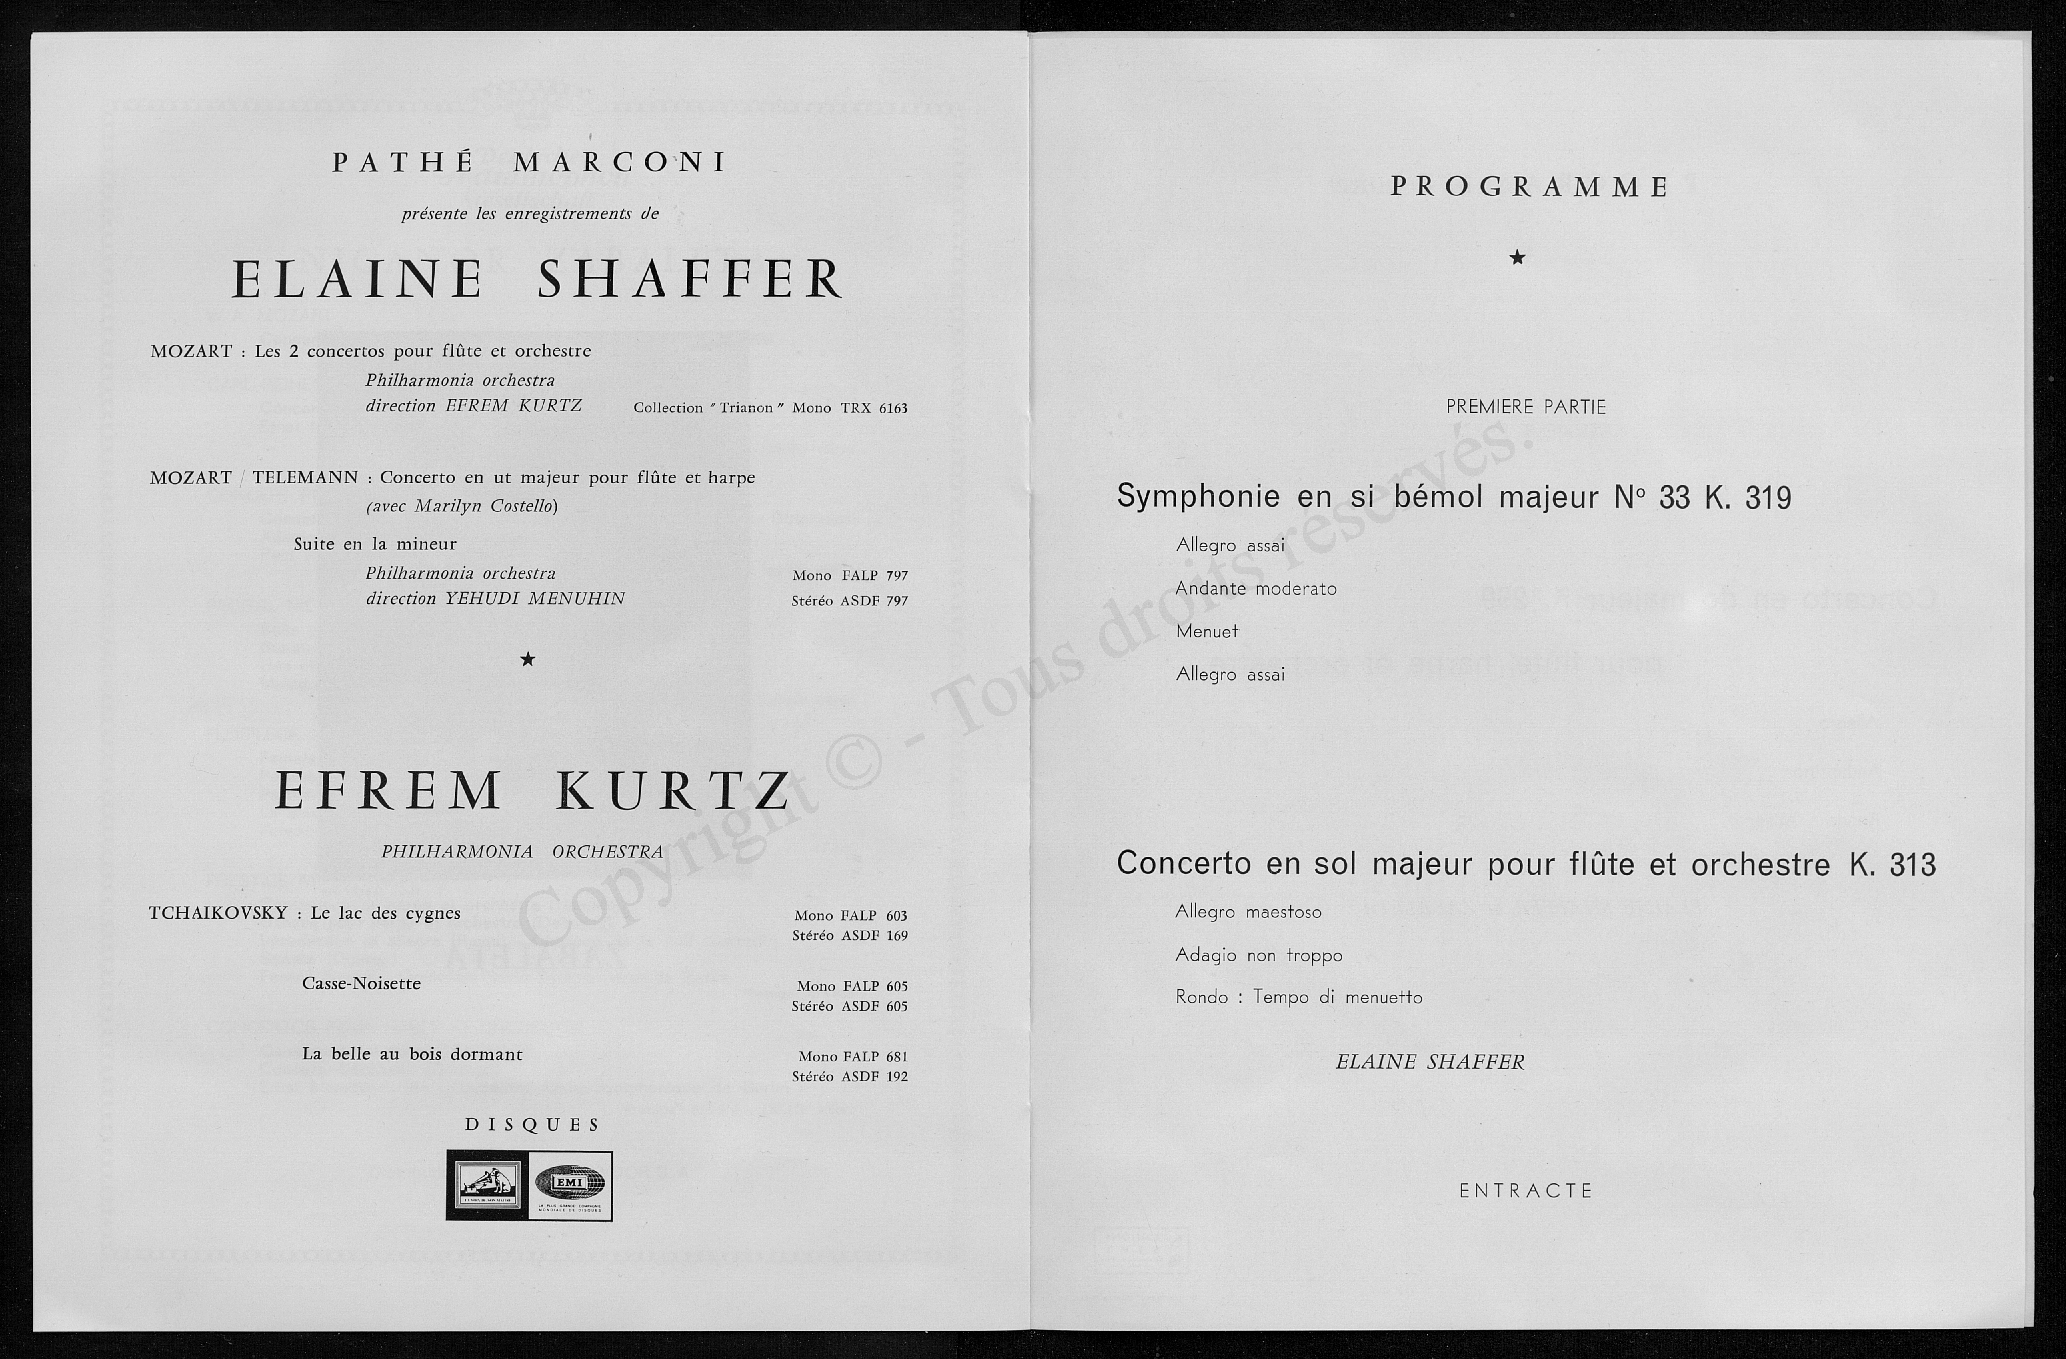 PATHÉ MARCONI
présente les enregistrements de
ELAINE SHAFFER
MOZART : Les 2 concertos pour flûte et orchestre
Philharmonia orchestra
direction EFREM KURTZ Collection "Trianon" Mono TRX 6163
MOZART / TELEMANN : Concerto en ut majeur pour flûte et harpe
(avec Marilyn Costello)
Suite en la mineur
Philharmonia orchestra Mono FALP 797
direction YEHUDI MENUHIN Stéréo ASDF 797
★
EFREM KURTZ
PHILHARMONIA ORCHESTRA
TCHAIKOVSKY : Le lac des cygnes Mono FALP 603
Stéréo ASDF 169
Casse-Noisette Mono FALP 605
Stéréo ASDF 605
La belle au bois dormant Mono FALP 681
Stéréo ASDF 192
DISQUES
EMI
LA PLUS GRANDE COMPAGNIE
MONDIALE DE DISQUES
PROGRAMME
★
PREMIERE PARTIE
Symphonie en si bémol majeur Nº 33 K. 319
Allegro assai
Andante moderato
Menuet
Allegro assai
Concerto en sol majeur pour flûte et orchestre K. 313
Allegro maestoso
Adagio non troppo
Rondo : Tempo di menuetto
ELAINE SHAFFER
ENTRACTE
Copyright © - Tous droits réservés.